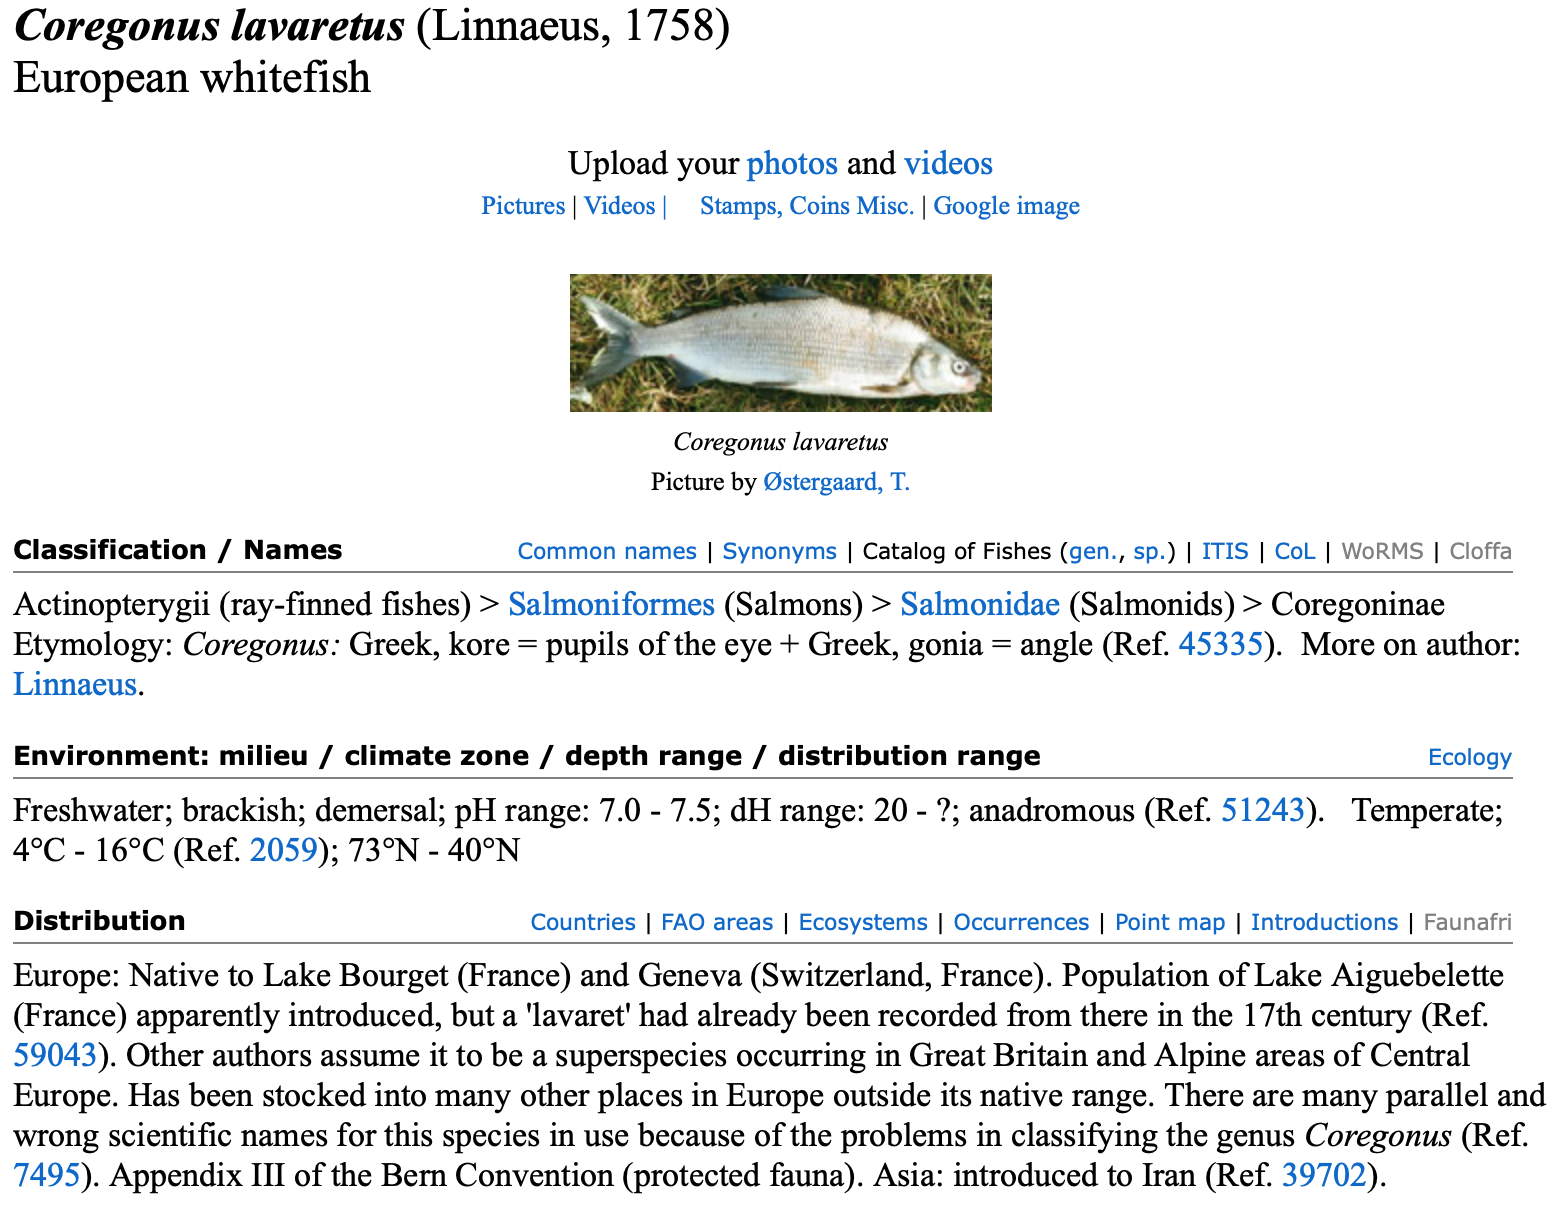 Coregonus lavaretus (Linnaeus, 1758)
European whitefish
Upload your photos and videos
Pictures | Videos | Stamps, Coins Misc. | Google image
Coregonus lavaretus
Picture by Østergaard, T.
Classification / Names Common names | Synonyms | Catalog of Fishes (gen., sp.) | ITIS | CoL | WoRMS | Cloffa
Actinopterygii (ray-finned fishes) > Salmoniformes (Salmons) > Salmonidae (Salmonids) > Coregoninae
Etymology: Coregonus: Greek, kore = pupils of the eye + Greek, gonia = angle (Ref. 45335). More on author:
Linnaeus.
Environment: milieu / climate zone / depth range / distribution range Ecology
Freshwater; brackish; demersal; pH range: 7.0 - 7.5; dH range: 20 - ?; anadromous (Ref. 51243). Temperate;
4°C - 16°C (Ref. 2059); 73°N - 40°N
Distribution Countries | FAO areas | Ecosystems | Occurrences | Point map | Introductions | Faunafri
Europe: Native to Lake Bourget (France) and Geneva (Switzerland, France). Population of Lake Aiguebelette
(France) apparently introduced, but a 'lavaret' had already been recorded from there in the 17th century (Ref.
59043). Other authors assume it to be a superspecies occurring in Great Britain and Alpine areas of Central
Europe. Has been stocked into many other places in Europe outside its native range. There are many parallel and
wrong scientific names for this species in use because of the problems in classifying the genus Coregonus (Ref.
7495). Appendix III of the Bern Convention (protected fauna). Asia: introduced to Iran (Ref. 39702).